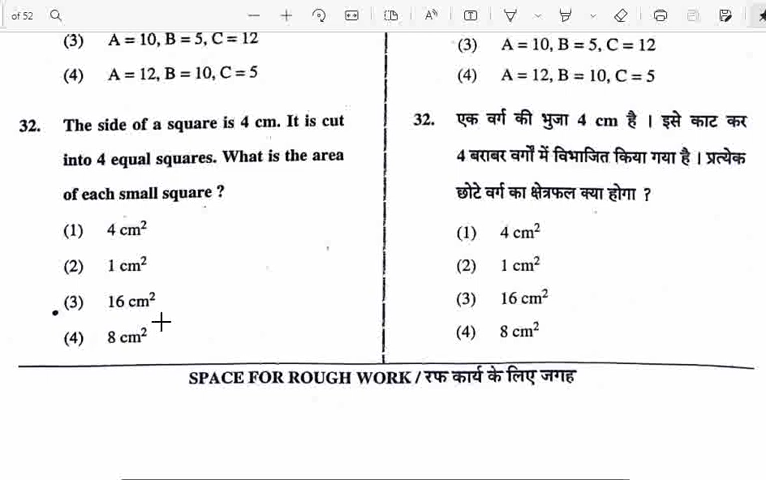 of 52
(3) A = 10, B = 5, C = 12
(4) A = 12, B = 10, C = 5
32. The side of a square is 4 cm. It is cut
into 4 equal squares. What is the area
of each small square ?
(1) 4 cm²
(2) 1 cm²
(3) 16 cm²
(4) 8 cm²
(3) A = 10, B = 5, C = 12
(4) A = 12, B = 10, C = 5
32. एक वर्ग की भुजा 4 cm है । इसे काट कर
4 बराबर वर्गों में विभाजित किया गया है । प्रत्येक
छोटे वर्ग का क्षेत्रफल क्या होगा ?
(1) 4 cm²
(2) 1 cm²
(3) 16 cm²
(4) 8 cm²
SPACE FOR ROUGH WORK / रफ कार्य के लिए जगह